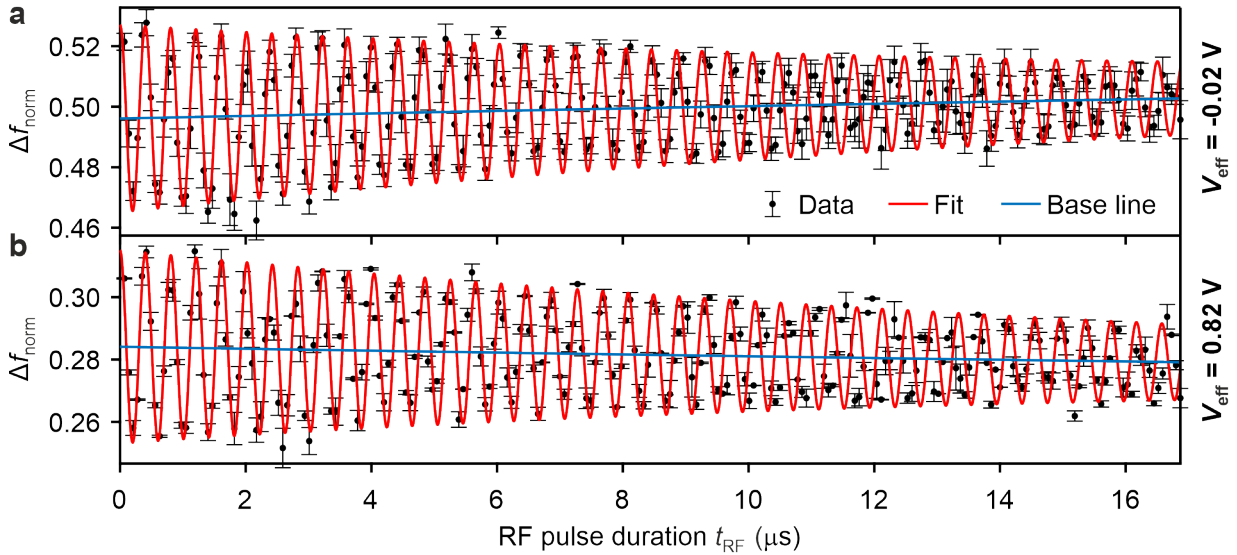 a
0.52
0.50
0.48
0.46
Δf_norm
V_eff = -0.02 V
Data
Fit
Base line
b
0.30
0.28
0.26
Δf_norm
V_eff = 0.82 V
0 2 4 6 8 10 12 14 16
RF pulse duration t_RF (μs)